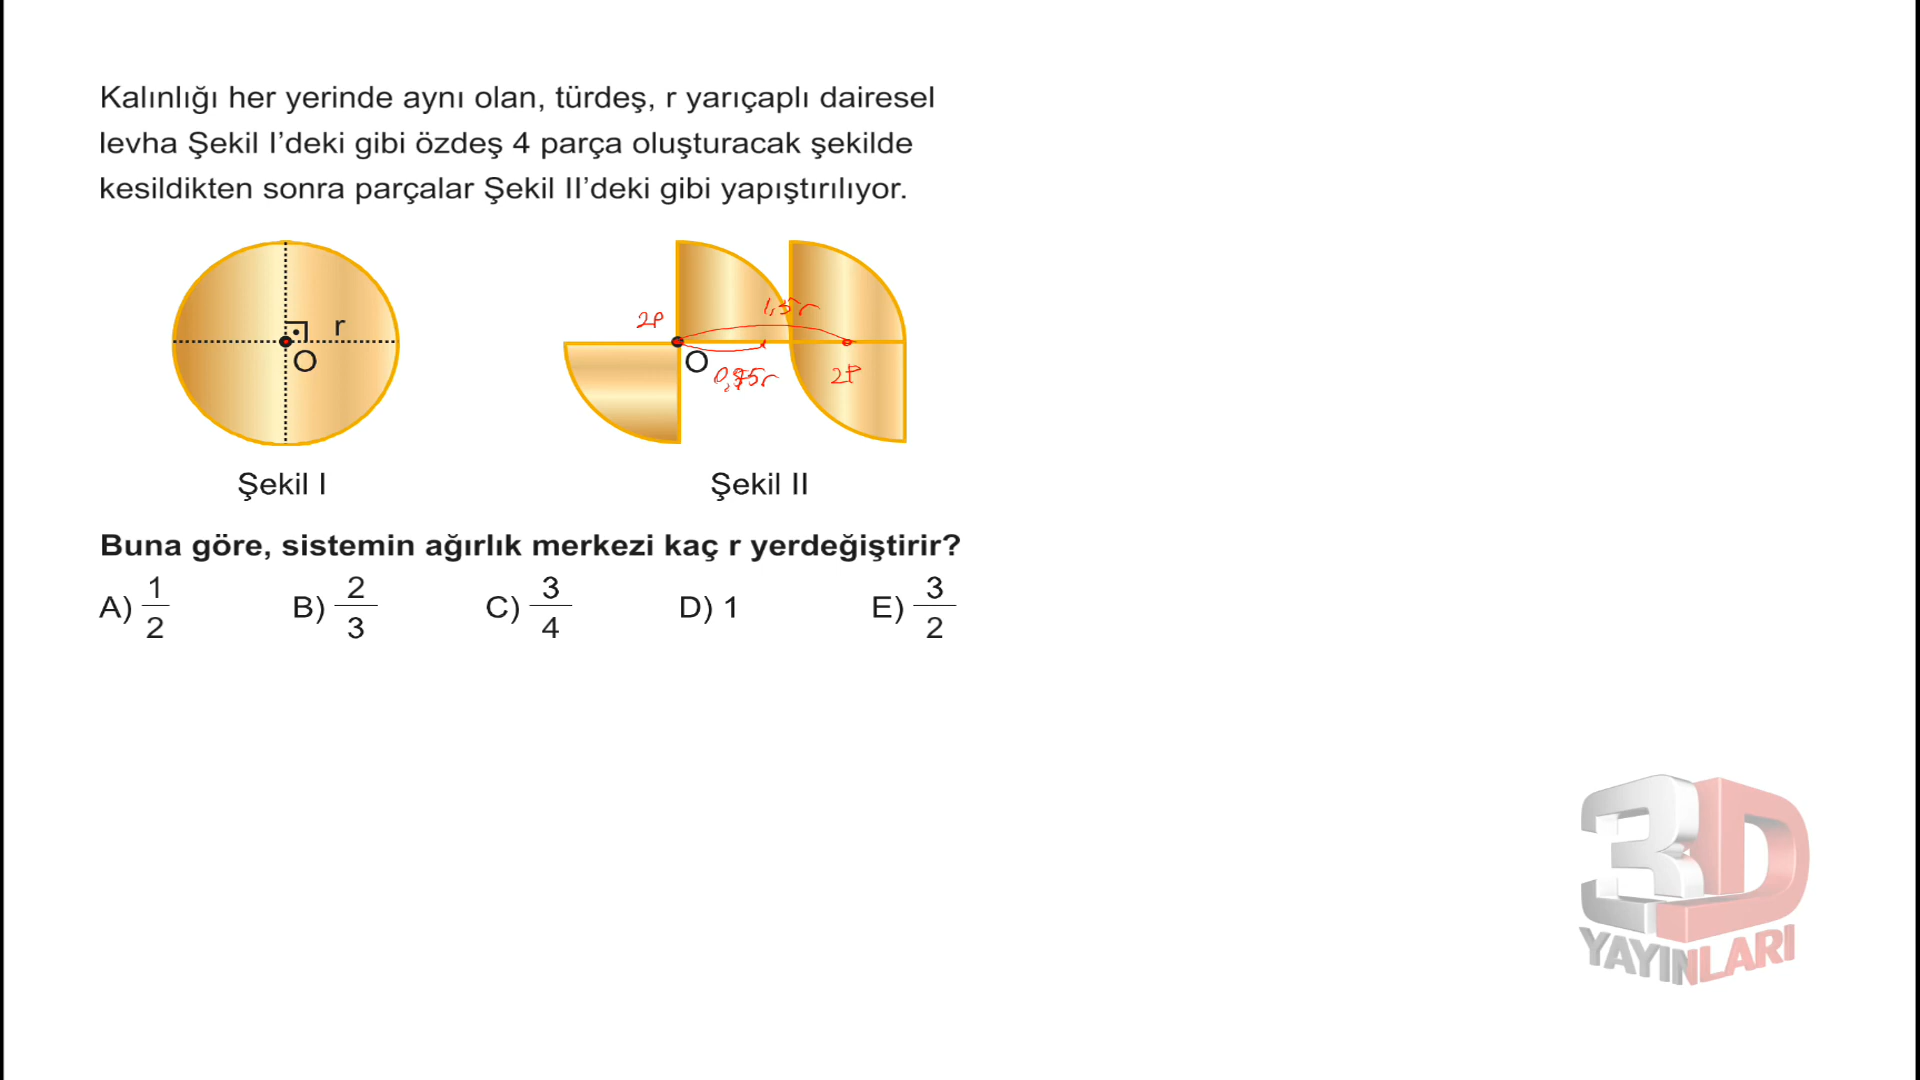 Kalınlığı her yerinde aynı olan, türdeş, r yarıçaplı dairesel
levha Şekil I'deki gibi özdeş 4 parça oluşturacak şekilde
kesildikten sonra parçalar Şekil II'deki gibi yapıştırılıyor.
r
O
2P
1,5r
O
0,75r
2P
Şekil I
Şekil II
Buna göre, sistemin ağırlık merkezi kaç r yerdeğiştirir?
A) 1/2 B) 2/3 C) 3/4 D) 1 E) 3/2
3D
YAYINLARI